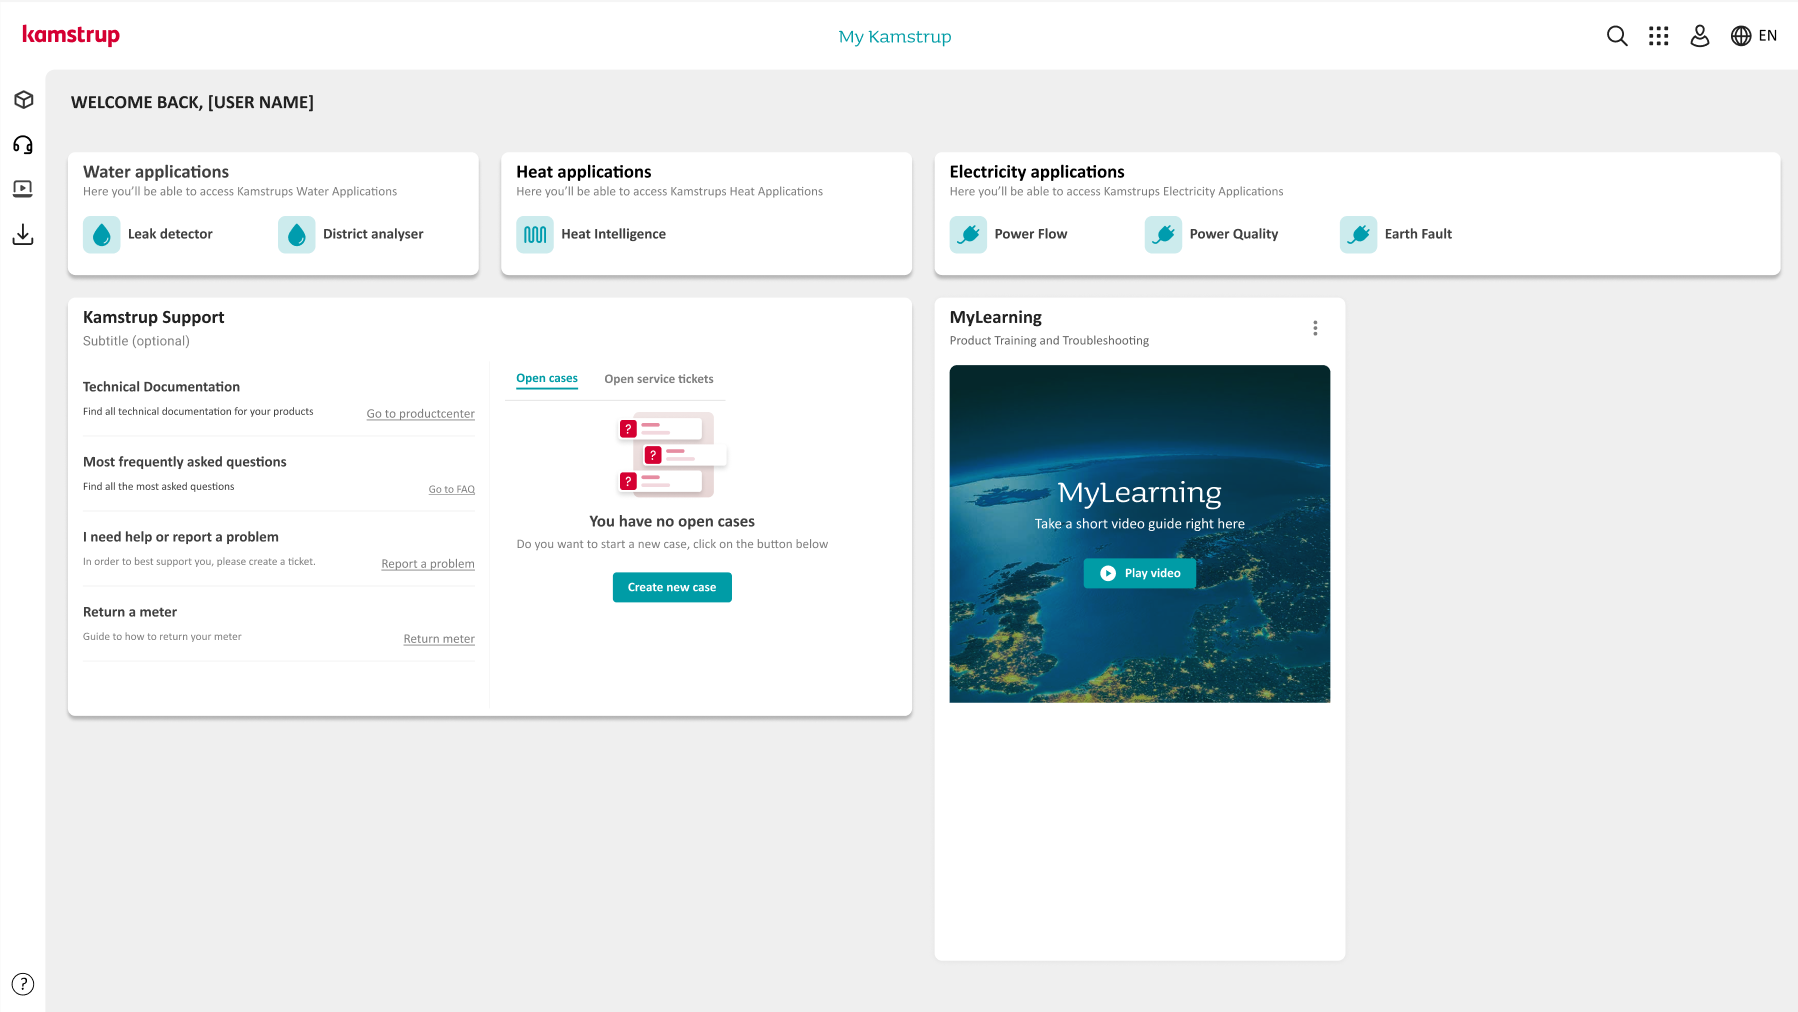 kamstrup
My Kamstrup
EN
WELCOME BACK, [USER NAME]
Water applications
Here you'll be able to access Kamstrups Water Applications
Leak detector
District analyser
Heat applications
Here you'll be able to access Kamstrups Heat Applications
Heat Intelligence
Electricity applications
Here you'll be able to access Kamstrups Electricity Applications
Power Flow
Power Quality
Earth Fault
Kamstrup Support
Subtitle (optional)
Technical Documentation
Find all technical documentation for your products
Go to productcenter
Most frequently asked questions
Find all the most asked questions
Go to FAQ
I need help or report a problem
In order to best support you, please create a ticket.
Report a problem
Return a meter
Guide to how to return your meter
Return meter
Open cases
Open service tickets
?
?
?
You have no open cases
Do you want to start a new case, click on the button below
Create new case
MyLearning
Product Training and Troubleshooting
MyLearning
Take a short video guide right here
Play video
?